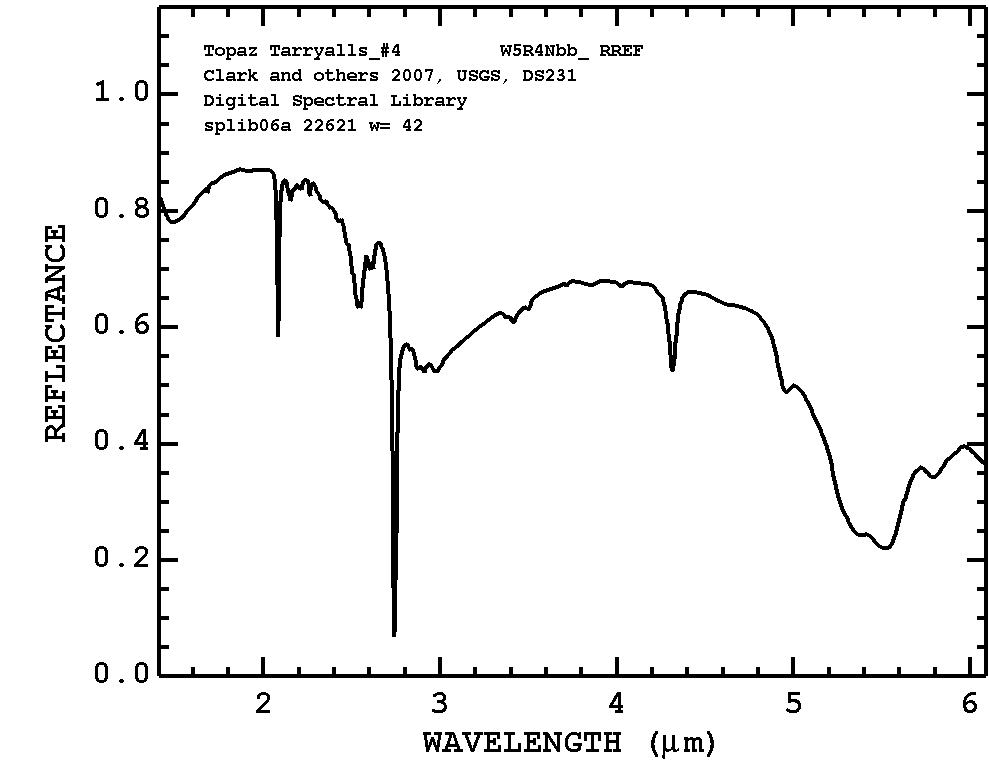 Topaz Tarryalls_#4 W5R4Nbb_ RREF
Clark and others 2007, USGS, DS231
Digital Spectral Library
splib06a 22621 w= 42
1.0
0.8
0.6
0.4
0.2
0.0
REFLECTANCE
2 3 4 5 6
WAVELENGTH (μm)